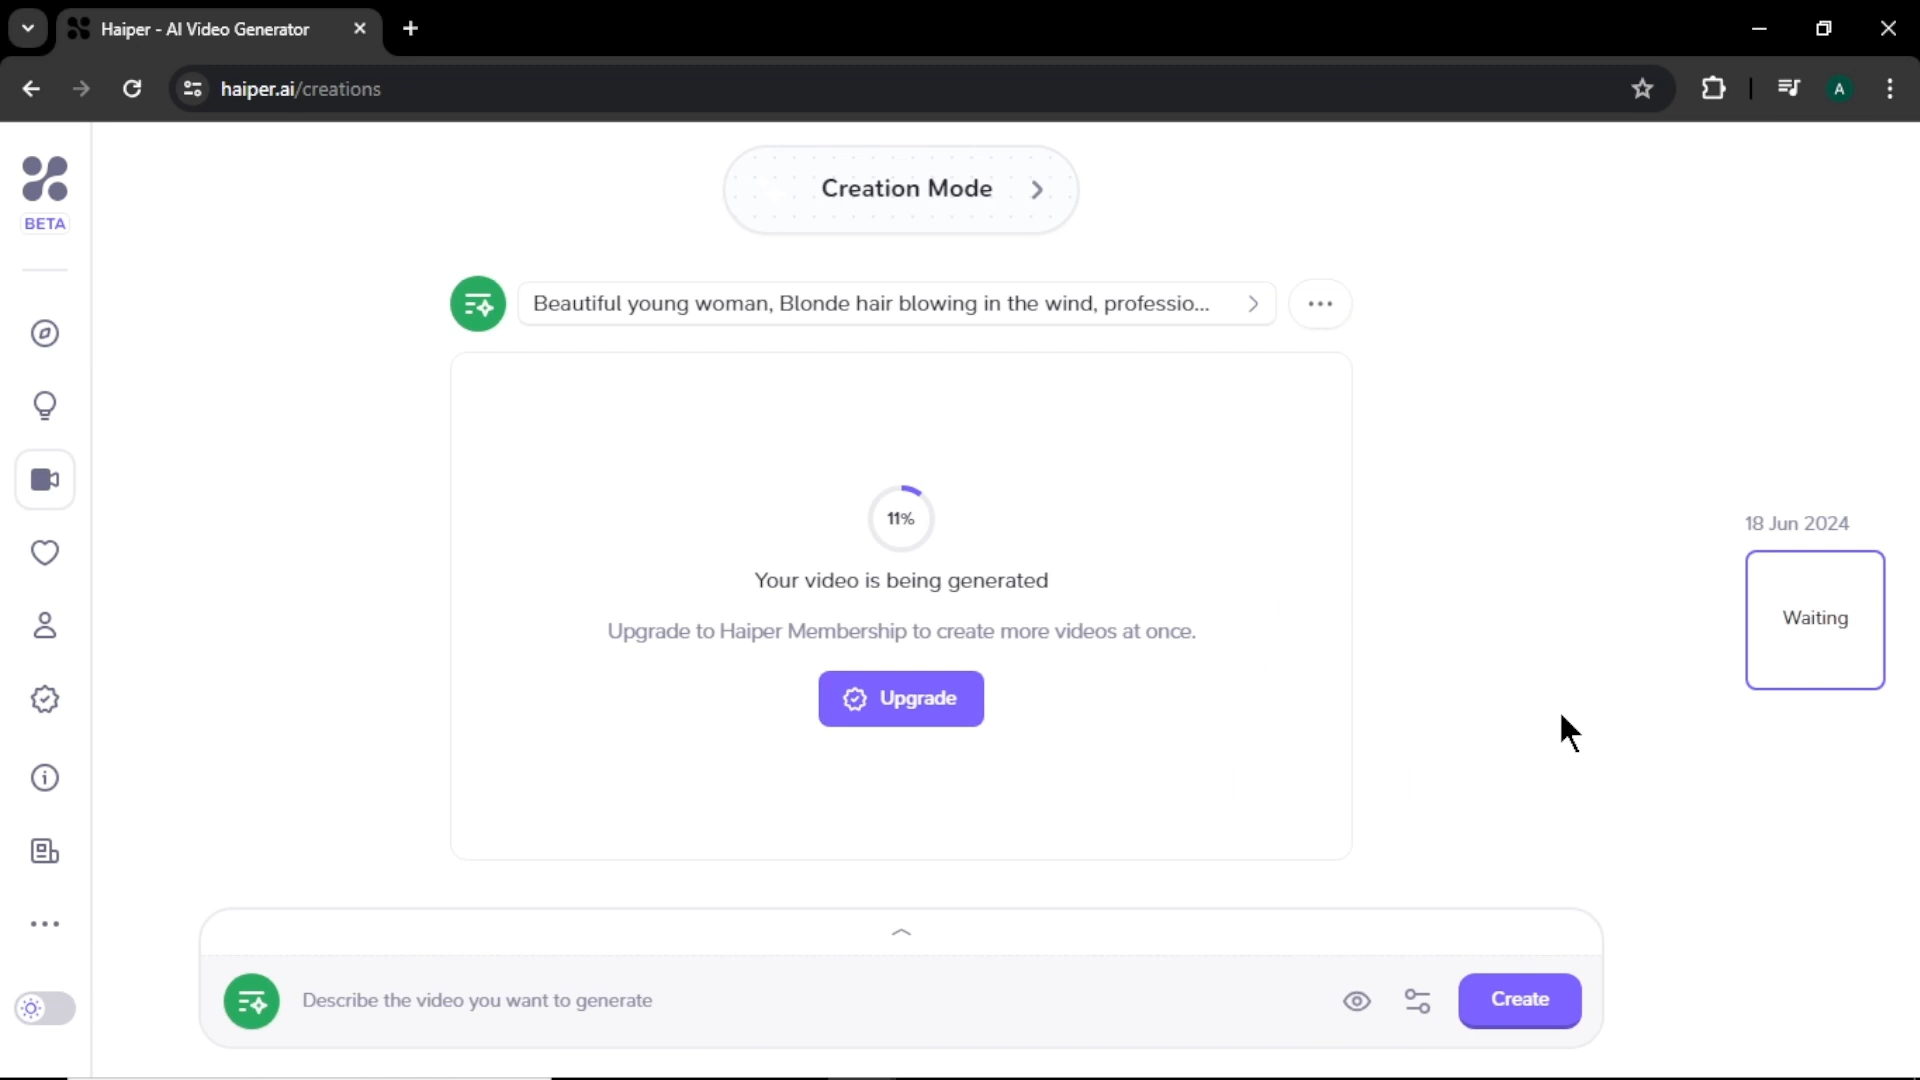 Haiper - AI Video Generator
haiper.ai/creations
A
BETA
Creation Mode
Beautiful young woman, Blonde hair blowing in the wind, professio...
11%
Your video is being generated
Upgrade to Haiper Membership to create more videos at once.
Upgrade
18 Jun 2024
Waiting
Describe the video you want to generate
Create